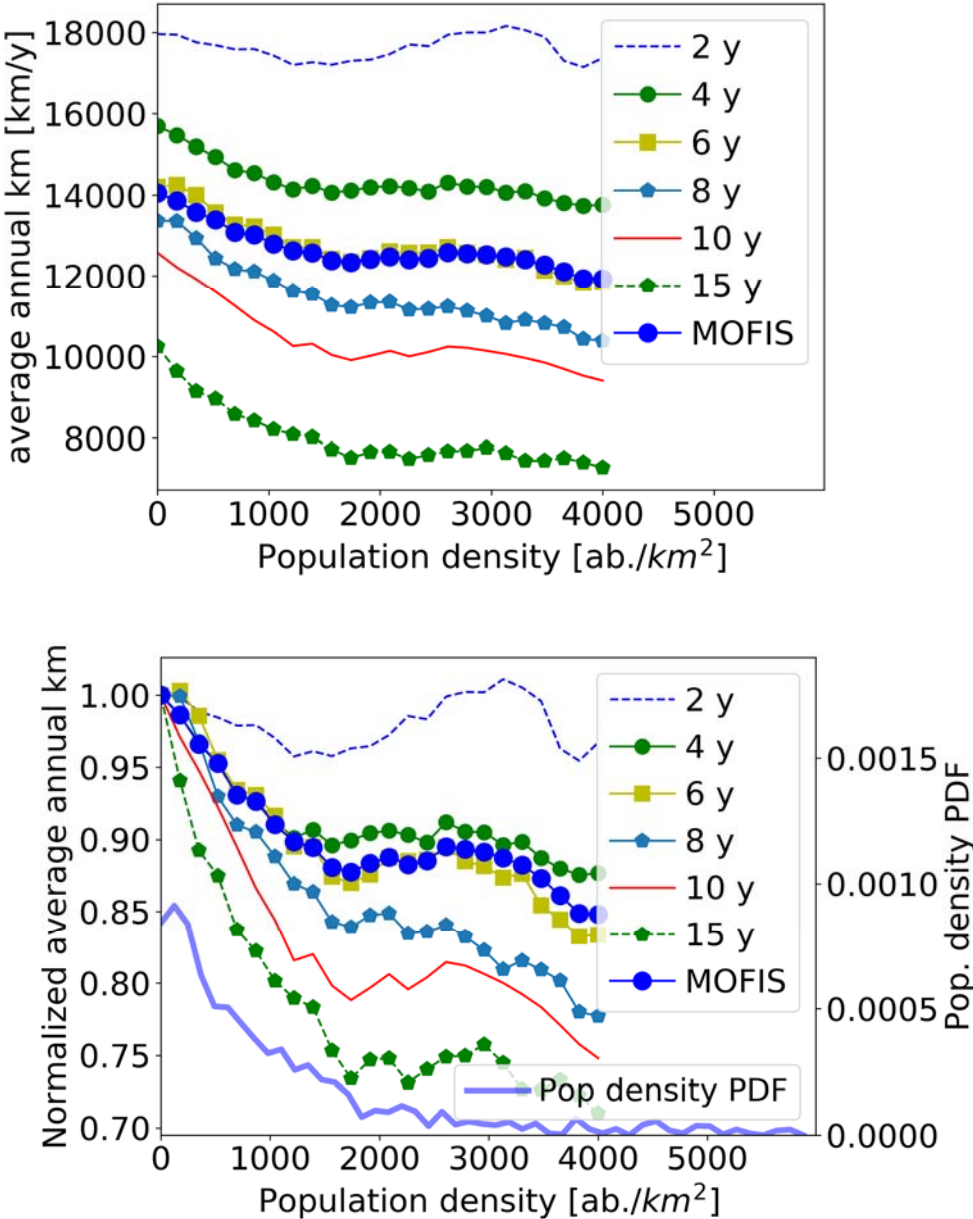 average annual km [km/y]
18000
16000
14000
12000
10000
8000
0
1000
2000
3000
4000
5000
Population density [ab./km²]
2 y
4 y
6 y
8 y
10 y
15 y
MOFIS
Normalized average annual km
1.00
0.95
0.90
0.85
0.80
0.75
0.70
0
1000
2000
3000
4000
5000
Population density [ab./km²]
2 y
4 y
6 y
8 y
10 y
15 y
MOFIS
Pop density PDF
0.0015
0.0010
0.0005
0.0000
Pop. density PDF